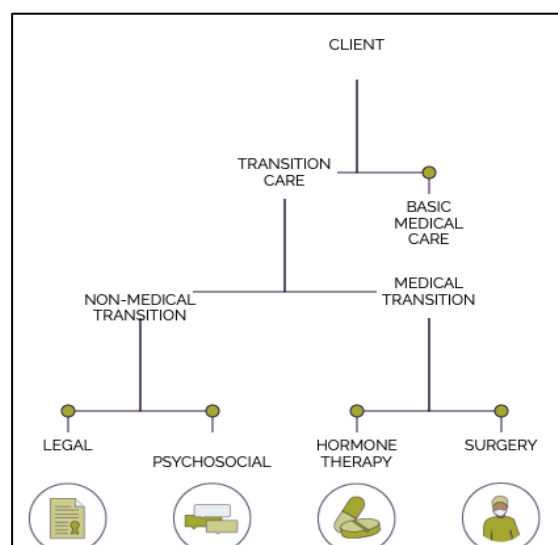 CLIENT
TRANSITION
CARE
BASIC
MEDICAL
CARE
NON-MEDICAL
TRANSITION
MEDICAL
TRANSITION
LEGAL
PSYCHOSOCIAL
HORMONE
THERAPY
SURGERY